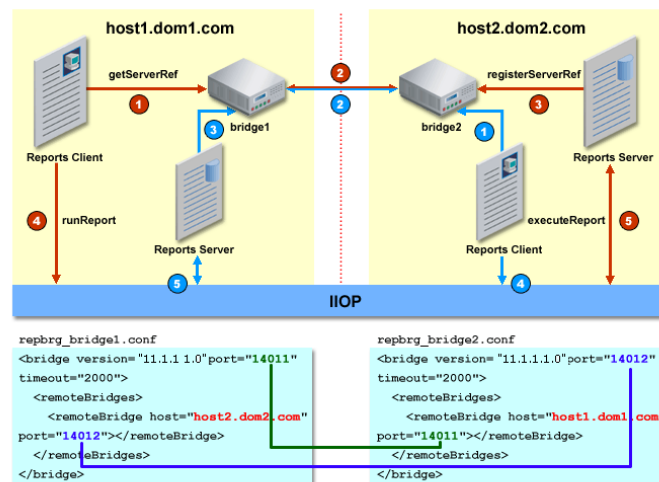 host1.dom1.com
host2.dom2.com
getServerRef
1
2
2
registerServerRef
3
3
bridge1
bridge2
1
Reports Client
Reports Server
4
runReport
executeReport
5
Reports Server
Reports Client
5
4
IIOP
repbrg_bridge1.conf
<bridge version="11.1.1 1.0"port="14011"
timeout="2000">
<remoteBridges>
<remoteBridge host="host2.dom2.com"
port="14012"></remoteBridge>
</remoteBridges>
</bridge>
repbrg_bridge2.conf
<bridge version="11.1.1.1.0"port="14012"
timeout="2000">
<remoteBridges>
<remoteBridge host="host1.dom1.com
port="14011"></remoteBridge>
</remoteBridges>
</bridge>